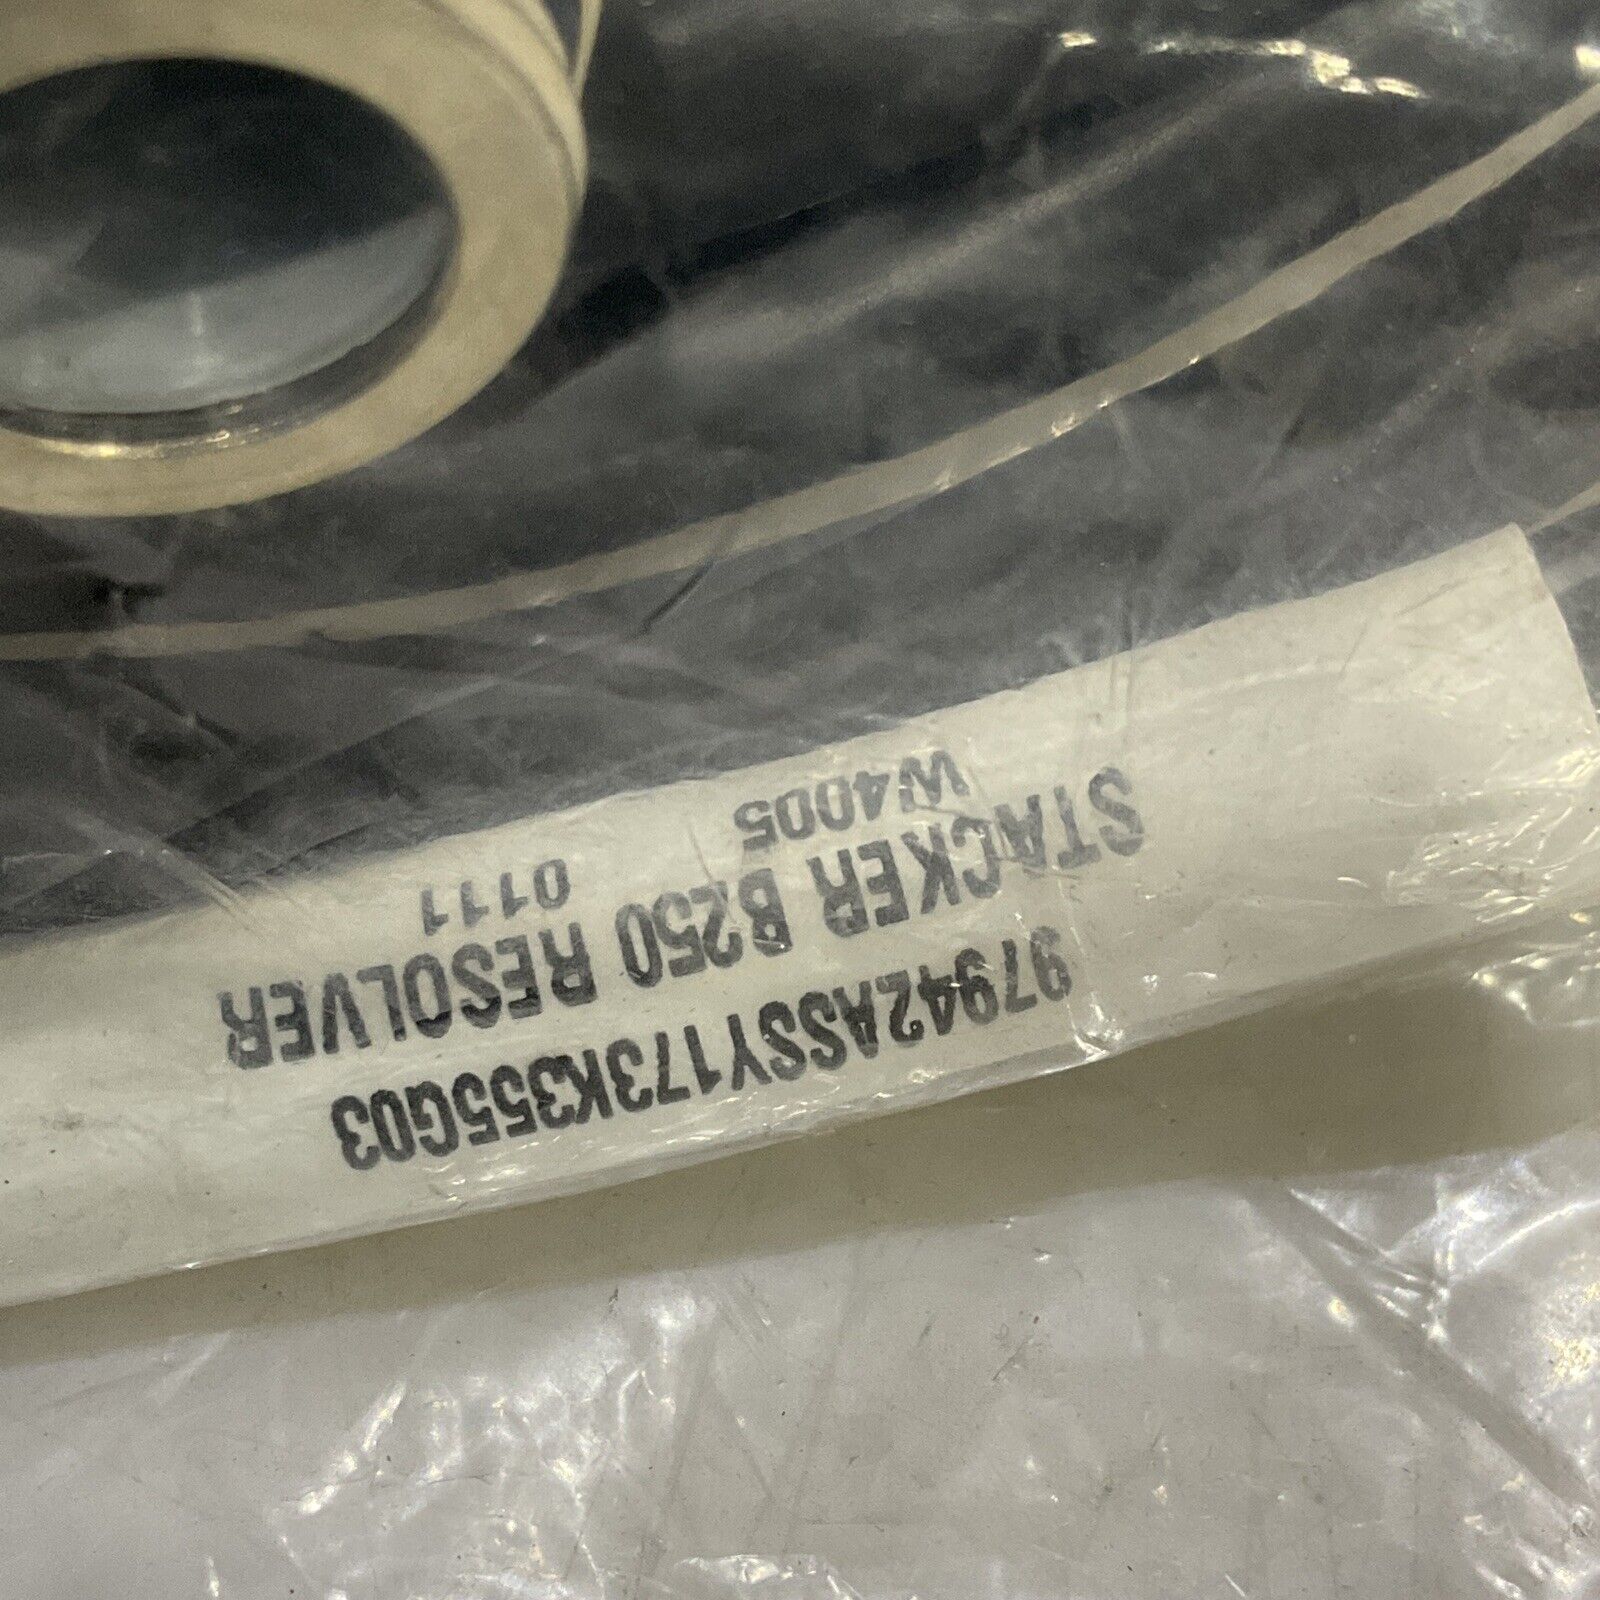 97942ASSY173K355G03
STACKER B250 RESOLVER
W4005 0111